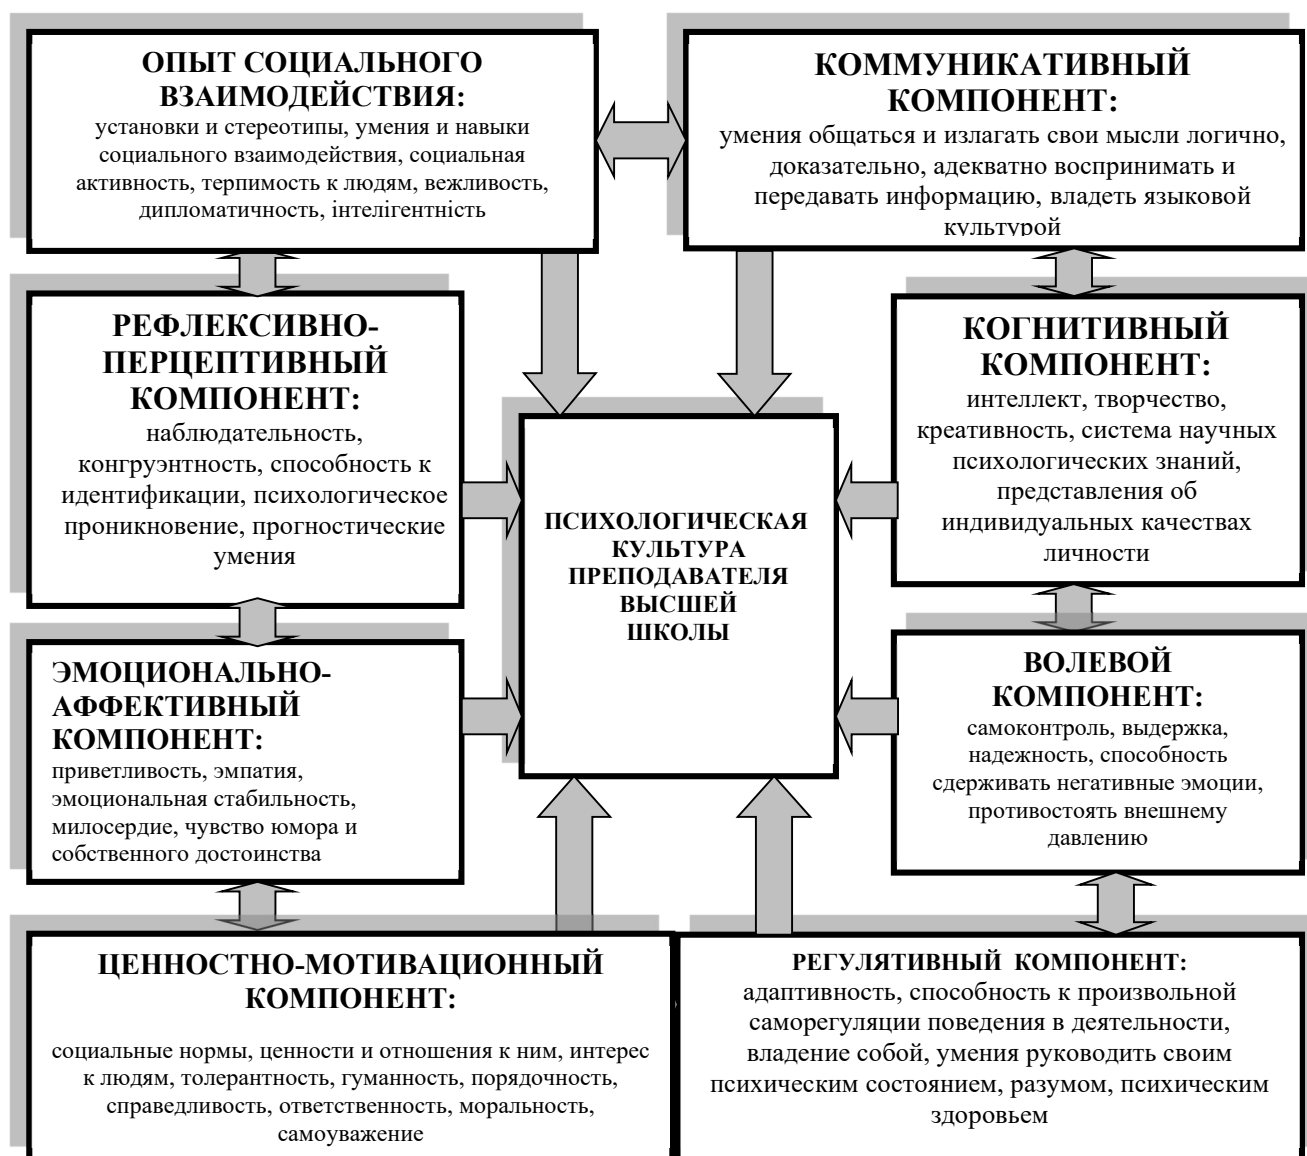 ОПЫТ СОЦИАЛЬНОГО
ВЗАИМОДЕЙСТВИЯ:
установки и стереотипы, умения и навыки
социального взаимодействия, социальная
активность, терпимость к людям, вежливость,
дипломатичность, інтелігентність
КОММУНИКАТИВНЫЙ
КОМПОНЕНТ:
умения общаться и излагать свои мысли логично,
доказательно, адекватно воспринимать и
передавать информацию, владеть языковой
культурой
РЕФЛЕКСИВНО-
ПЕРЦЕПТИВНЫЙ
КОМПОНЕНТ:
наблюдательность,
конгруэнтность, способность к
идентификации, психологическое
проникновение, прогностические
умения
КОГНИТИВНЫЙ
КОМПОНЕНТ:
интеллект, творчество,
креативность, система научных
психологических знаний,
представления об
индивидуальных качествах
личности
ПСИХОЛОГИЧЕСКАЯ
КУЛЬТУРА
ПРЕПОДАВАТЕЛЯ
ВЫСШЕЙ
ШКОЛЫ
ЭМОЦИОНАЛЬНО-
АФФЕКТИВНЫЙ
КОМПОНЕНТ:
приветливость, эмпатия,
эмоциональная стабильность,
милосердие, чувство юмора и
собственного достоинства
ВОЛЕВОЙ
КОМПОНЕНТ:
самоконтроль, выдержка,
надежность, способность
сдерживать негативные эмоции,
противостоять внешнему
давлению
ЦЕННОСТНО-МОТИВАЦИОННЫЙ
КОМПОНЕНТ:
социальные нормы, ценности и отношения к ним, интерес
к людям, толерантность, гуманность, порядочность,
справедливость, ответственность, моральность,
самоуважение
РЕГУЛЯТИВНЫЙ КОМПОНЕНТ:
адаптивность, способность к произвольной
саморегуляции поведения в деятельности,
владение собой, умения руководить своим
психическим состоянием, разумом, психическим
здоровьем